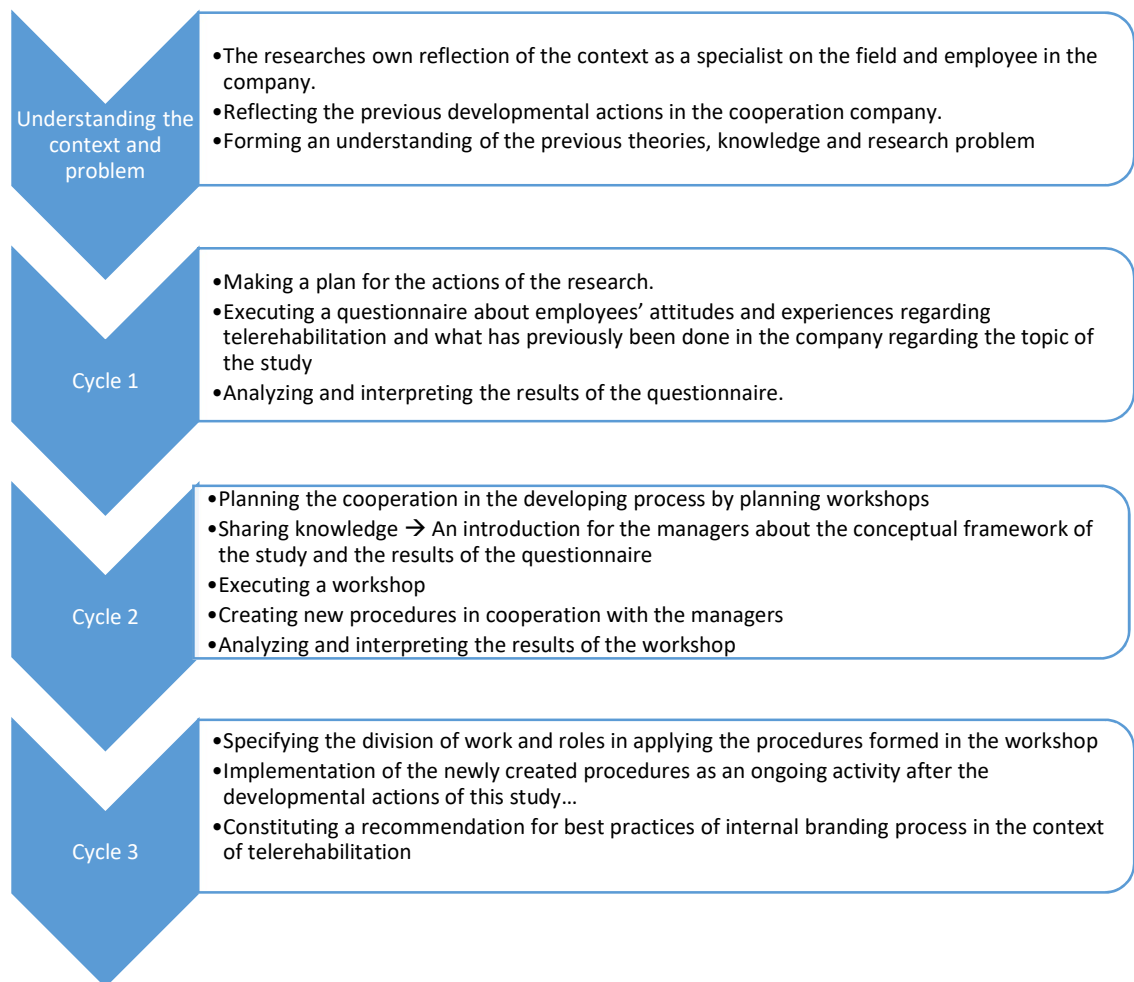 Understanding the
context and
problem
•The researches own reflection of the context as a specialist on the field and employee in the
company.
•Reflecting the previous developmental actions in the cooperation company.
•Forming an understanding of the previous theories, knowledge and research problem
Cycle 1
•Making a plan for the actions of the research.
•Executing a questionnaire about employees’ attitudes and experiences regarding
telerehabilitation and what has previously been done in the company regarding the topic of
the study
•Analyzing and interpreting the results of the questionnaire.
Cycle 2
•Planning the cooperation in the developing process by planning workshops
•Sharing knowledge → An introduction for the managers about the conceptual framework of
the study and the results of the questionnaire
•Executing a workshop
•Creating new procedures in cooperation with the managers
•Analyzing and interpreting the results of the workshop
Cycle 3
•Specifying the division of work and roles in applying the procedures formed in the workshop
•Implementation of the newly created procedures as an ongoing activity after the
developmental actions of this study…
•Constituting a recommendation for best practices of internal branding process in the context
of telerehabilitation